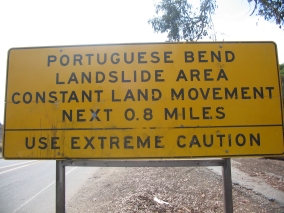 PORTUGUESE BEND
LANDSLIDE AREA
CONSTANT LAND MOVEMENT
NEXT 0.8 MILES
USE EXTREME CAUTION